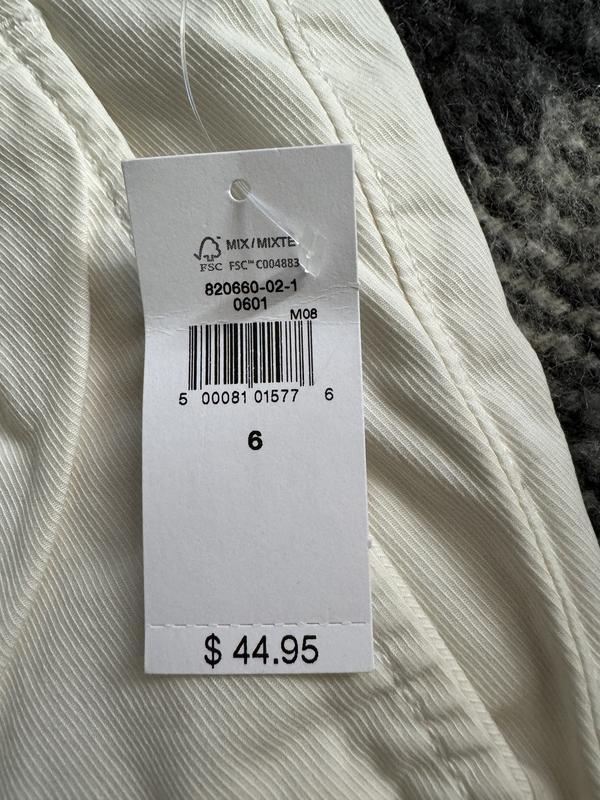 MIX/MIXTE
FSC FSC™ C004883
820660-02-1
0601
M08
5 00081 01577 6
6
$ 44.95